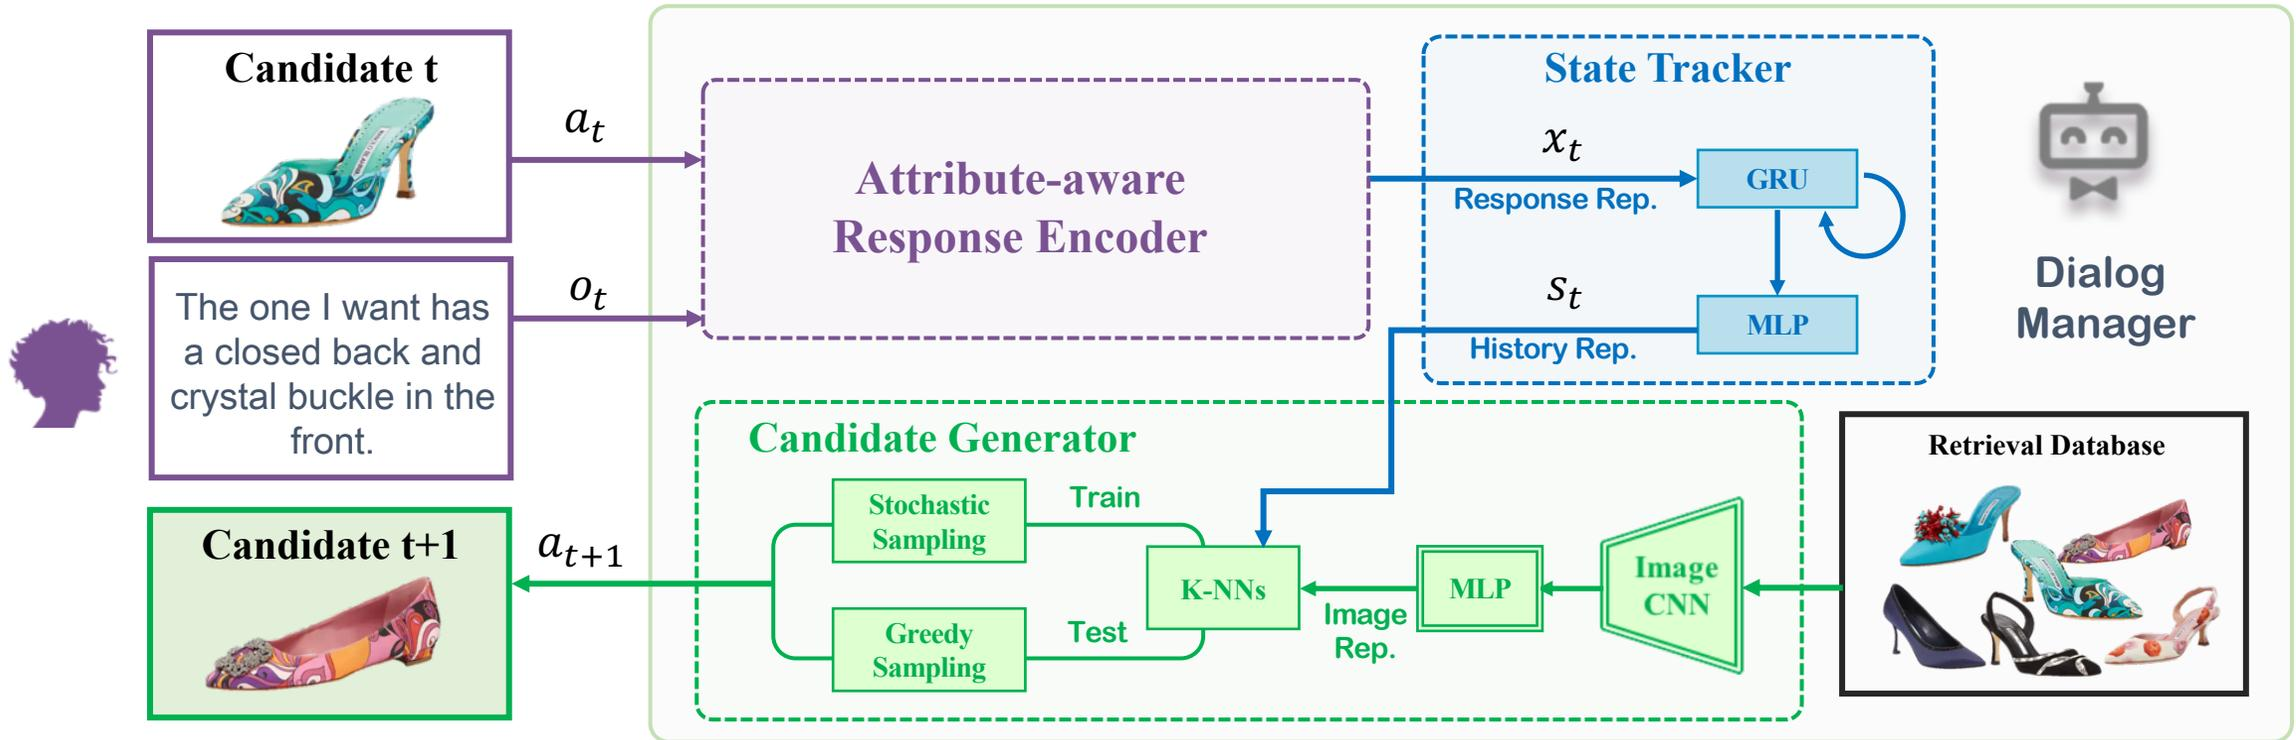 Candidate t
a_t
The one I want has
a closed back and
crystal buckle in the
front.
o_t
Candidate t+1
a_{t+1}
Attribute-aware
Response Encoder
State Tracker
x_t
Response Rep.
GRU
s_t
History Rep.
MLP
Dialog
Manager
Candidate Generator
Stochastic
Sampling
Train
Greedy
Sampling
Test
K-NNs
Image
Rep.
MLP
Image
CNN
Retrieval Database